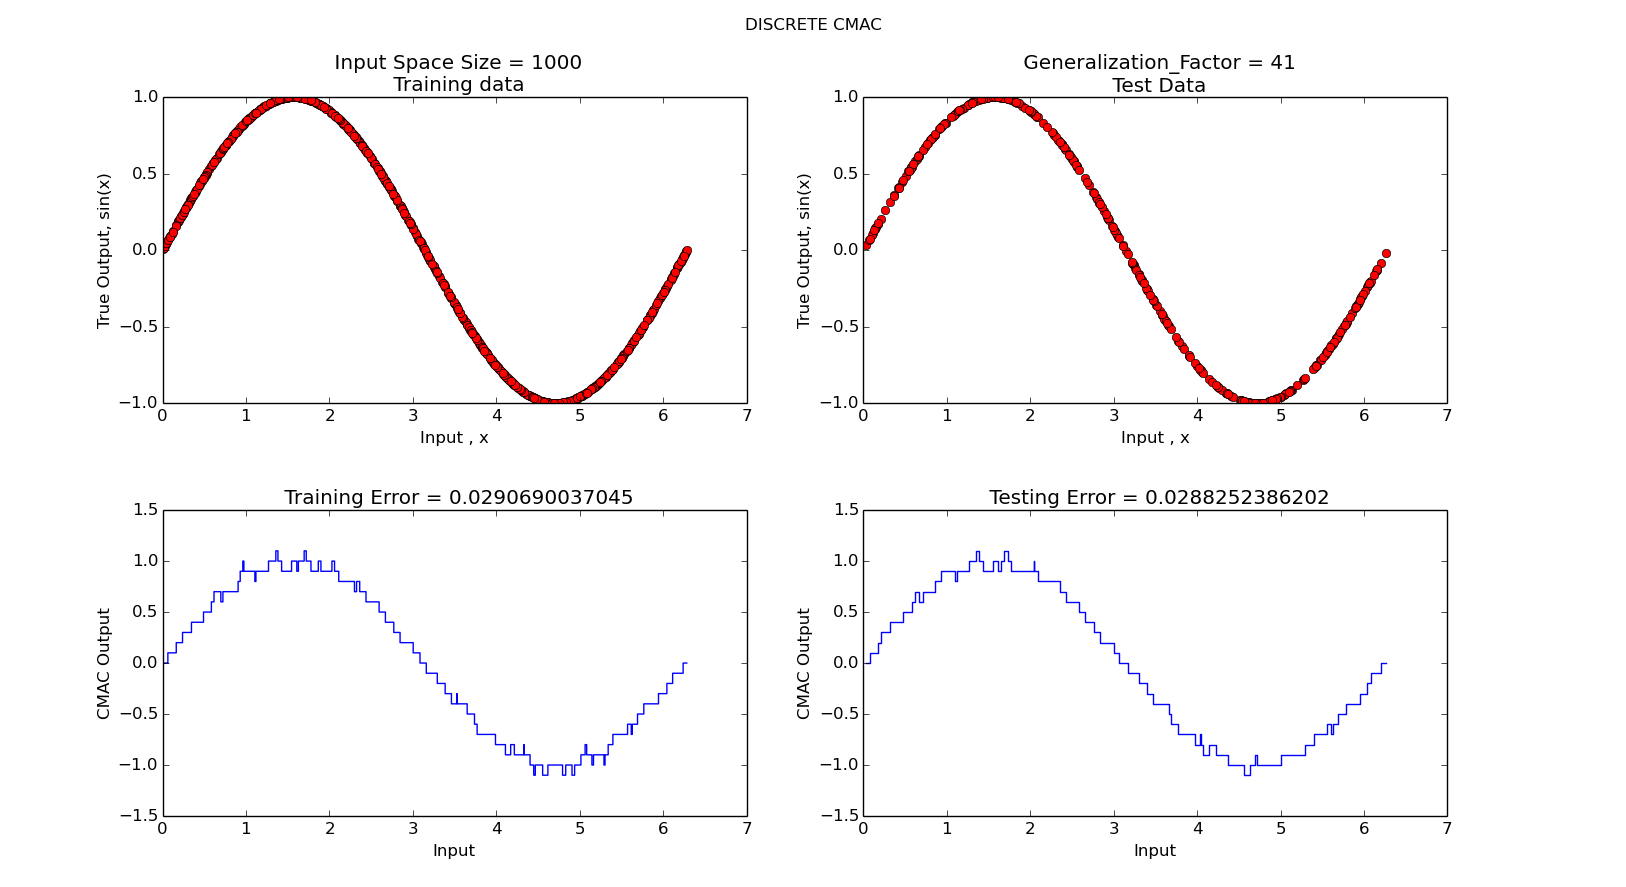 DISCRETE CMAC
Input Space Size = 1000
Training data
1.0
0.5
0.0
−0.5
−1.0
0 1 2 3 4 5 6 7
True Output, sin(x)
Input , x
Generalization_Factor = 41
Test Data
1.0
0.5
0.0
−0.5
−1.0
0 1 2 3 4 5 6 7
True Output, sin(x)
Input , x
Training Error = 0.0290690037045
1.5
1.0
0.5
0.0
−0.5
−1.0
−1.5
0 1 2 3 4 5 6 7
CMAC Output
Input
Testing Error = 0.0288252386202
1.5
1.0
0.5
0.0
−0.5
−1.0
−1.5
0 1 2 3 4 5 6 7
CMAC Output
Input